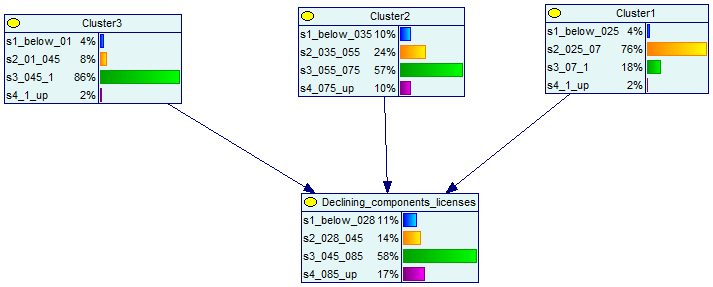 Cluster3
s1_below_01 4%
s2_01_045 8%
s3_045_1 86%
s4_1_up 2%
Cluster2
s1_below_035 10%
s2_035_055 24%
s3_055_075 57%
s4_075_up 10%
Cluster1
s1_below_025 4%
s2_025_07 76%
s3_07_1 18%
s4_1_up 2%
Declining_components_licenses
s1_below_028 11%
s2_028_045 14%
s3_045_085 58%
s4_085_up 17%